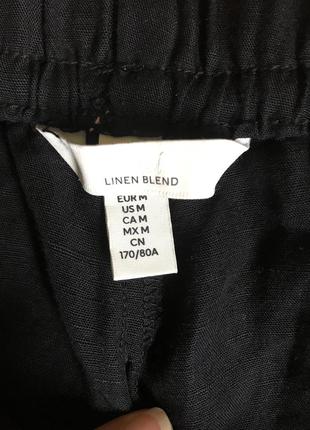 LINEN BLEND
EUR M
US M
CA M
MX M
CN
170/80A